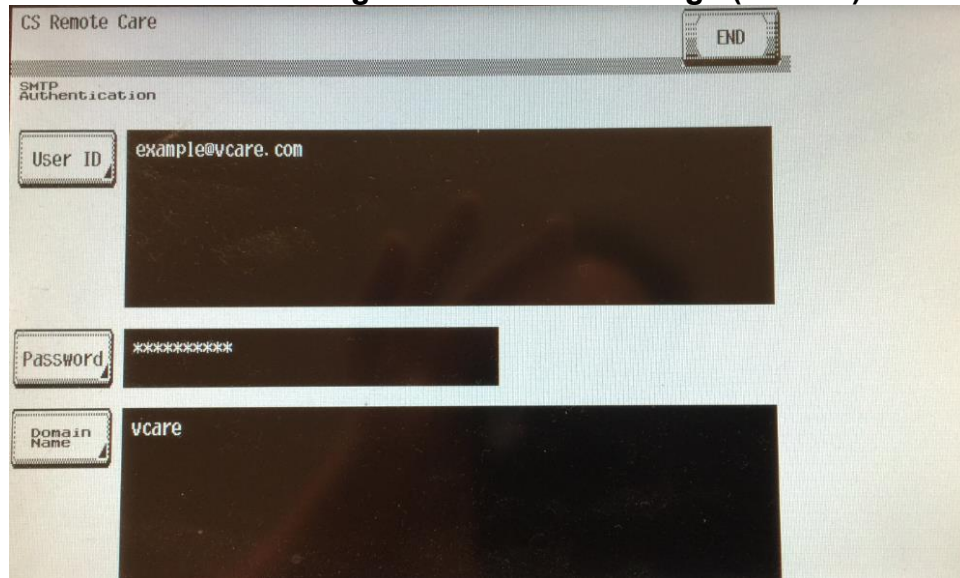 CS Remote Care
END
SMTP
Authentication
User ID
example@vcare.com
Password
**********
Domain
Name
vcare